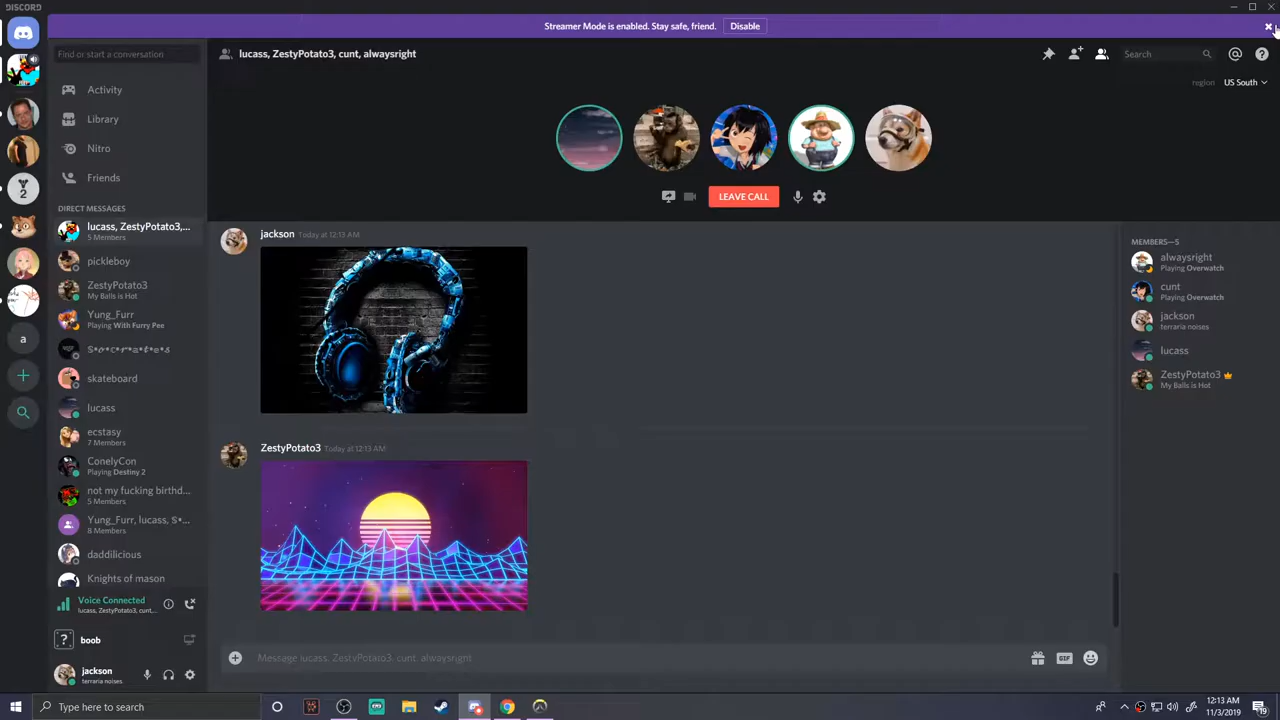 DISCORD
Streamer Mode is enabled. Stay safe, friend. Disable
Find or start a conversation
lucass, ZestyPotato3, cunt, alwaysright
Search
region US South
Activity
Library
Nitro
Friends
LEAVE CALL
DIRECT MESSAGES
lucass, ZestyPotato3,...
5 Members
pickleboy
ZestyPotato3
My Balls is Hot
Yung_Furr
Playing With Furry Pee
skateboard
lucass
ecstasy
7 Members
ConelyCon
Playing Destiny 2
not my fucking birthd...
5 Members
Yung_Furr, lucass, S•...
8 Members
daddilicious
Knights of mason
Voice Connected
lucass, ZestyPotato3, cunt,...
boob
jackson
terraria noises
jackson Today at 12:13 AM
ZestyPotato3 Today at 12:13 AM
Message lucass, ZestyPotato3, cunt, alwaysright
GIF
MEMBERS—5
alwaysright
Playing Overwatch
cunt
Playing Overwatch
jackson
terraria noises
lucass
ZestyPotato3
My Balls is Hot
a
Type here to search
12:13 AM
11/3/2019